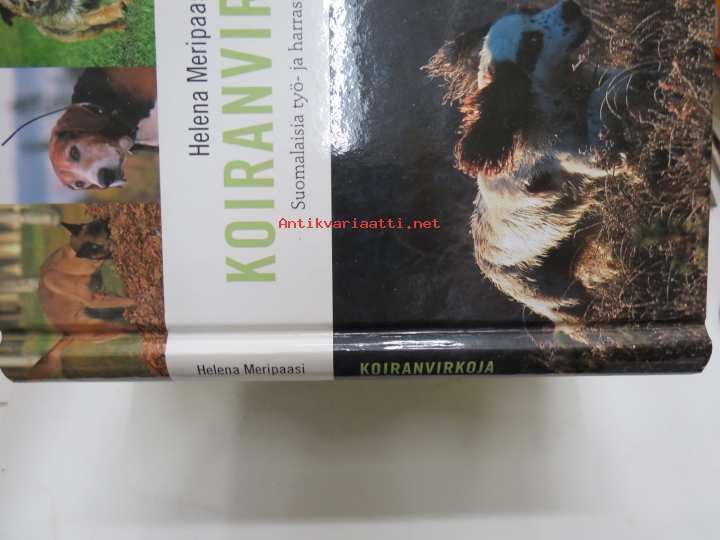 Helena Meripaa
KOIRANVIR
Suomalaisia työ- ja harras
Antikvariaatti.net
Helena Meripaasi
KOIRANVIRKOJA